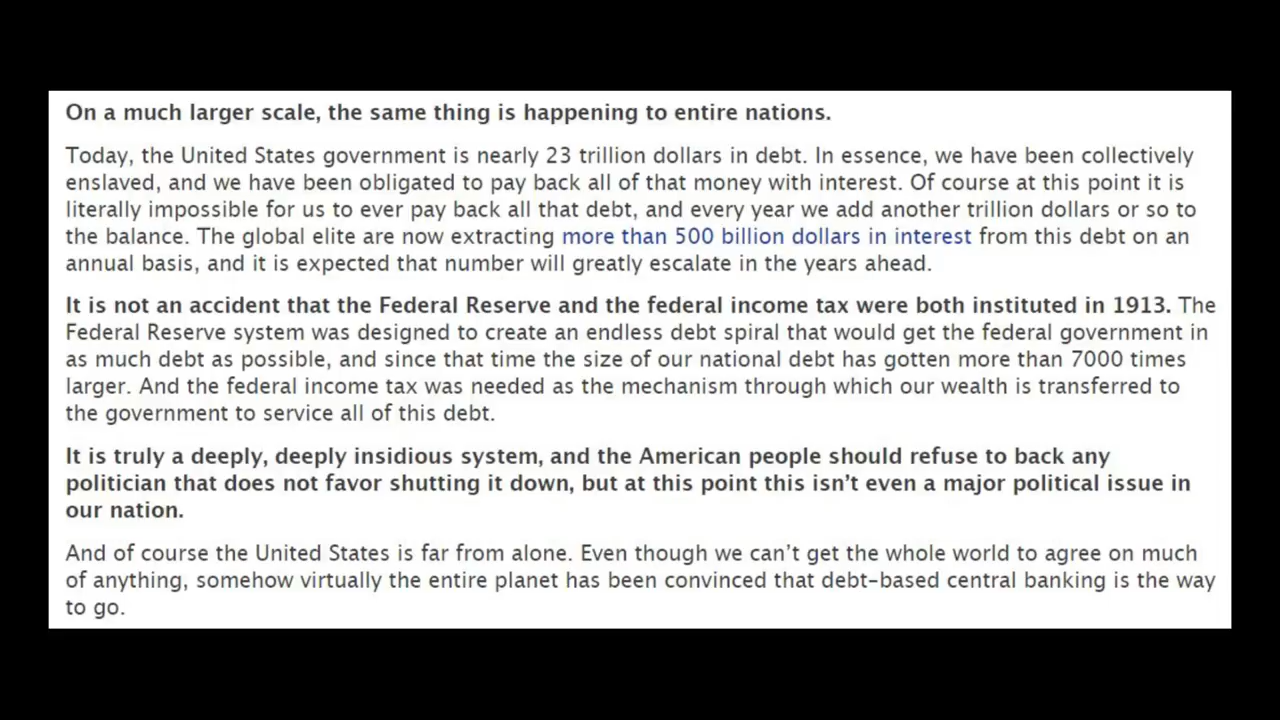 On a much larger scale, the same thing is happening to entire nations.
Today, the United States government is nearly 23 trillion dollars in debt. In essence, we have been collectively
enslaved, and we have been obligated to pay back all of that money with interest. Of course at this point it is
literally impossible for us to ever pay back all that debt, and every year we add another trillion dollars or so to
the balance. The global elite are now extracting more than 500 billion dollars in interest from this debt on an
annual basis, and it is expected that number will greatly escalate in the years ahead.
It is not an accident that the Federal Reserve and the federal income tax were both instituted in 1913. The
Federal Reserve system was designed to create an endless debt spiral that would get the federal government in
as much debt as possible, and since that time the size of our national debt has gotten more than 7000 times
larger. And the federal income tax was needed as the mechanism through which our wealth is transferred to
the government to service all of this debt.
It is truly a deeply, deeply insidious system, and the American people should refuse to back any
politician that does not favor shutting it down, but at this point this isn’t even a major political issue in
our nation.
And of course the United States is far from alone. Even though we can’t get the whole world to agree on much
of anything, somehow virtually the entire planet has been convinced that debt-based central banking is the way
to go.